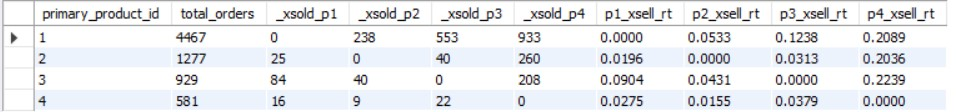 primary_product_id total_orders _xsold_p1 _xsold_p2 _xsold_p3 _xsold_p4 p1_xsell_rt p2_xsell_rt p3_xsell_rt p4_xsell_rt
1 4467 0 238 553 933 0.0000 0.0533 0.1238 0.2089
2 1277 25 0 40 260 0.0196 0.0000 0.0313 0.2036
3 929 84 40 0 208 0.0904 0.0431 0.0000 0.2239
4 581 16 9 22 0 0.0275 0.0155 0.0379 0.0000